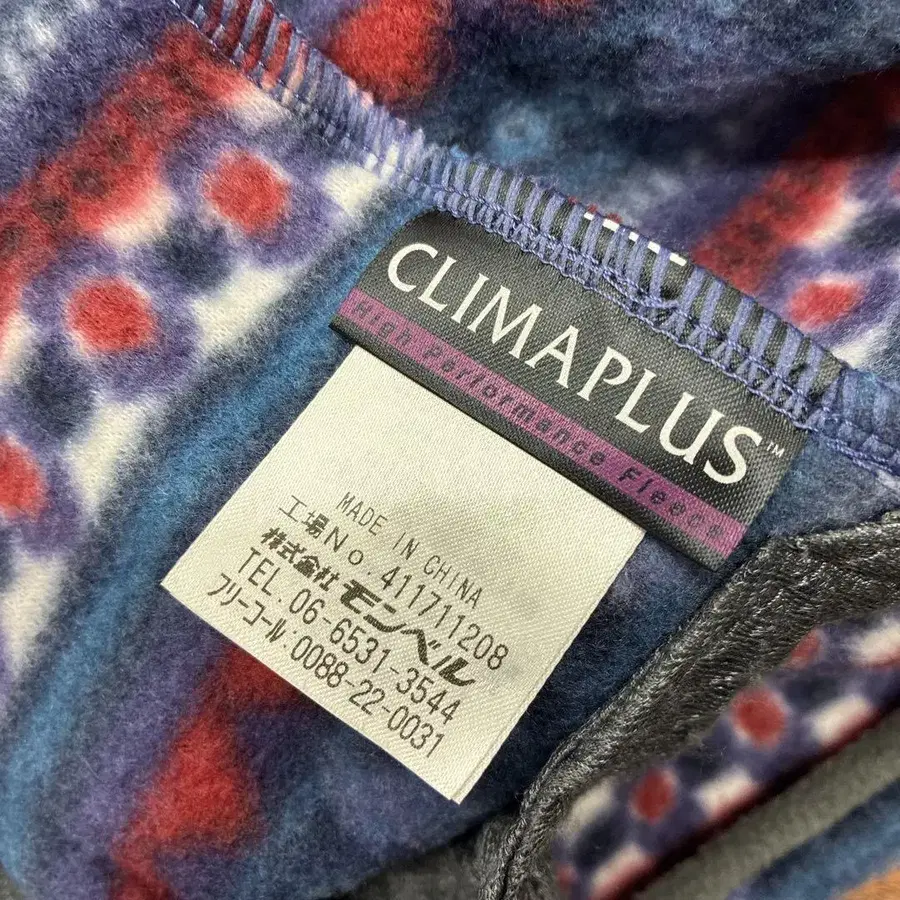 CLIMAPLUS™
High Performance Fleece
MADE IN CHINA
工場No.411711208
株式会社モンベル
TEL.06-6531-3544
フリーコール.0088-22-0031